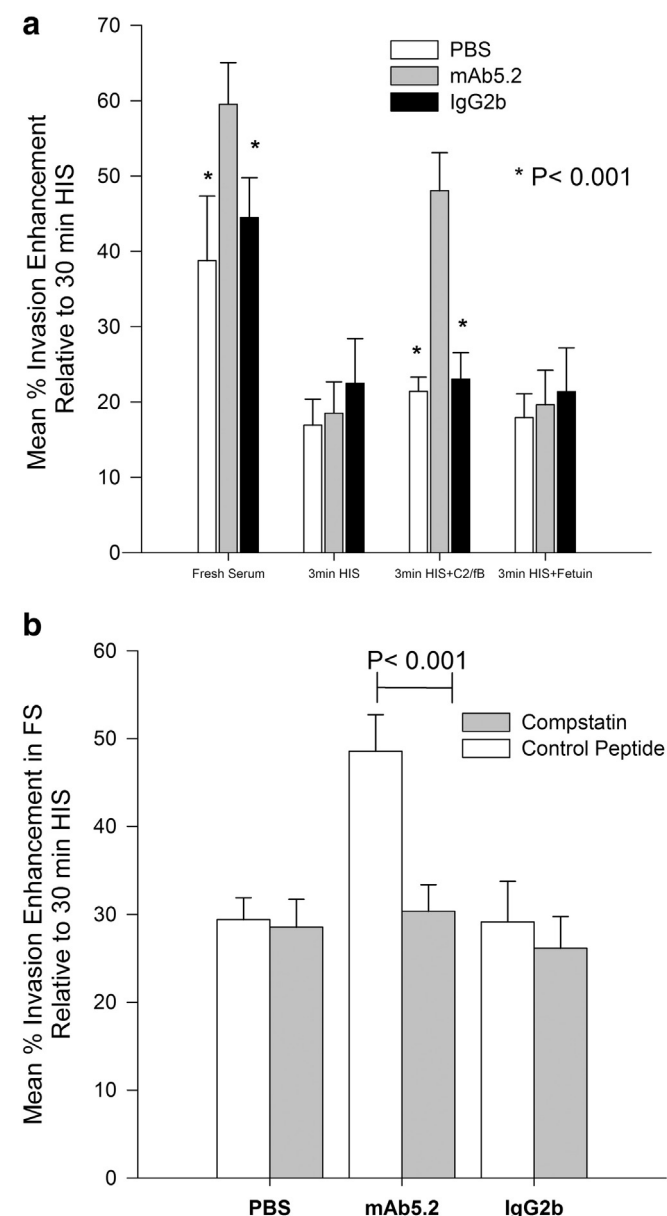 a
70
60
50
40
30
20
10
0
Mean % Invasion Enhancement
Relative to 30 min HIS
PBS
mAb5.2
IgG2b
* P< 0.001
*
*
*
*
Fresh Serum
3min HIS
3min HIS+C2/fB
3min HIS+Fetuin
b
60
50
40
30
20
10
0
Mean % Invasion Enhancement in FS
Relative to 30 min HIS
P< 0.001
Compstatin
Control Peptide
PBS
mAb5.2
IgG2b